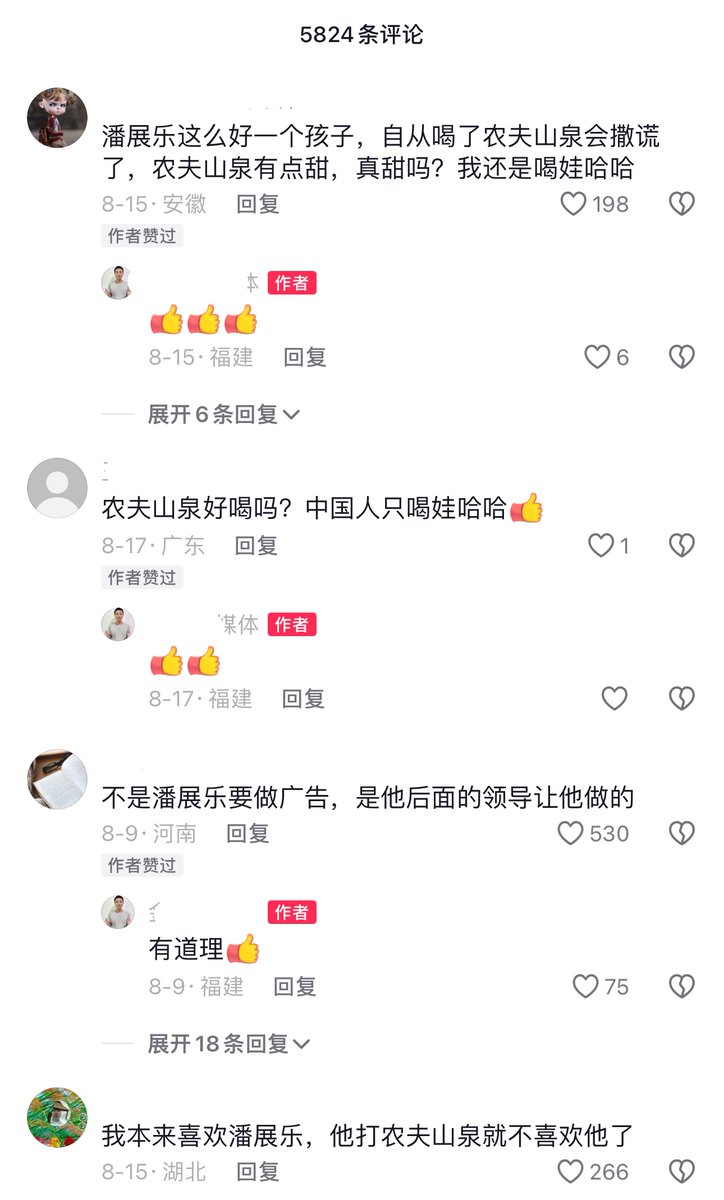 5824条评论
潘展乐这么好一个孩子，自从喝了农夫山泉会撒谎
了，农夫山泉有点甜，真甜吗？我还是喝娃哈哈
8-15·安徽 回复 198
作者赞过
作者
👍👍👍
8-15·福建 回复 6
展开6条回复
农夫山泉好喝吗？中国人只喝娃哈哈👍
8-17·广东 回复 1
作者赞过
媒体 作者
👍👍
8-17·福建 回复
不是潘展乐要做广告，是他后面的领导让他做的
8-9·河南 回复 530
作者赞过
作者
有道理👍
8-9·福建 回复 75
展开18条回复
我本来喜欢潘展乐，他打农夫山泉就不喜欢他了
8-15·湖北 回复 266